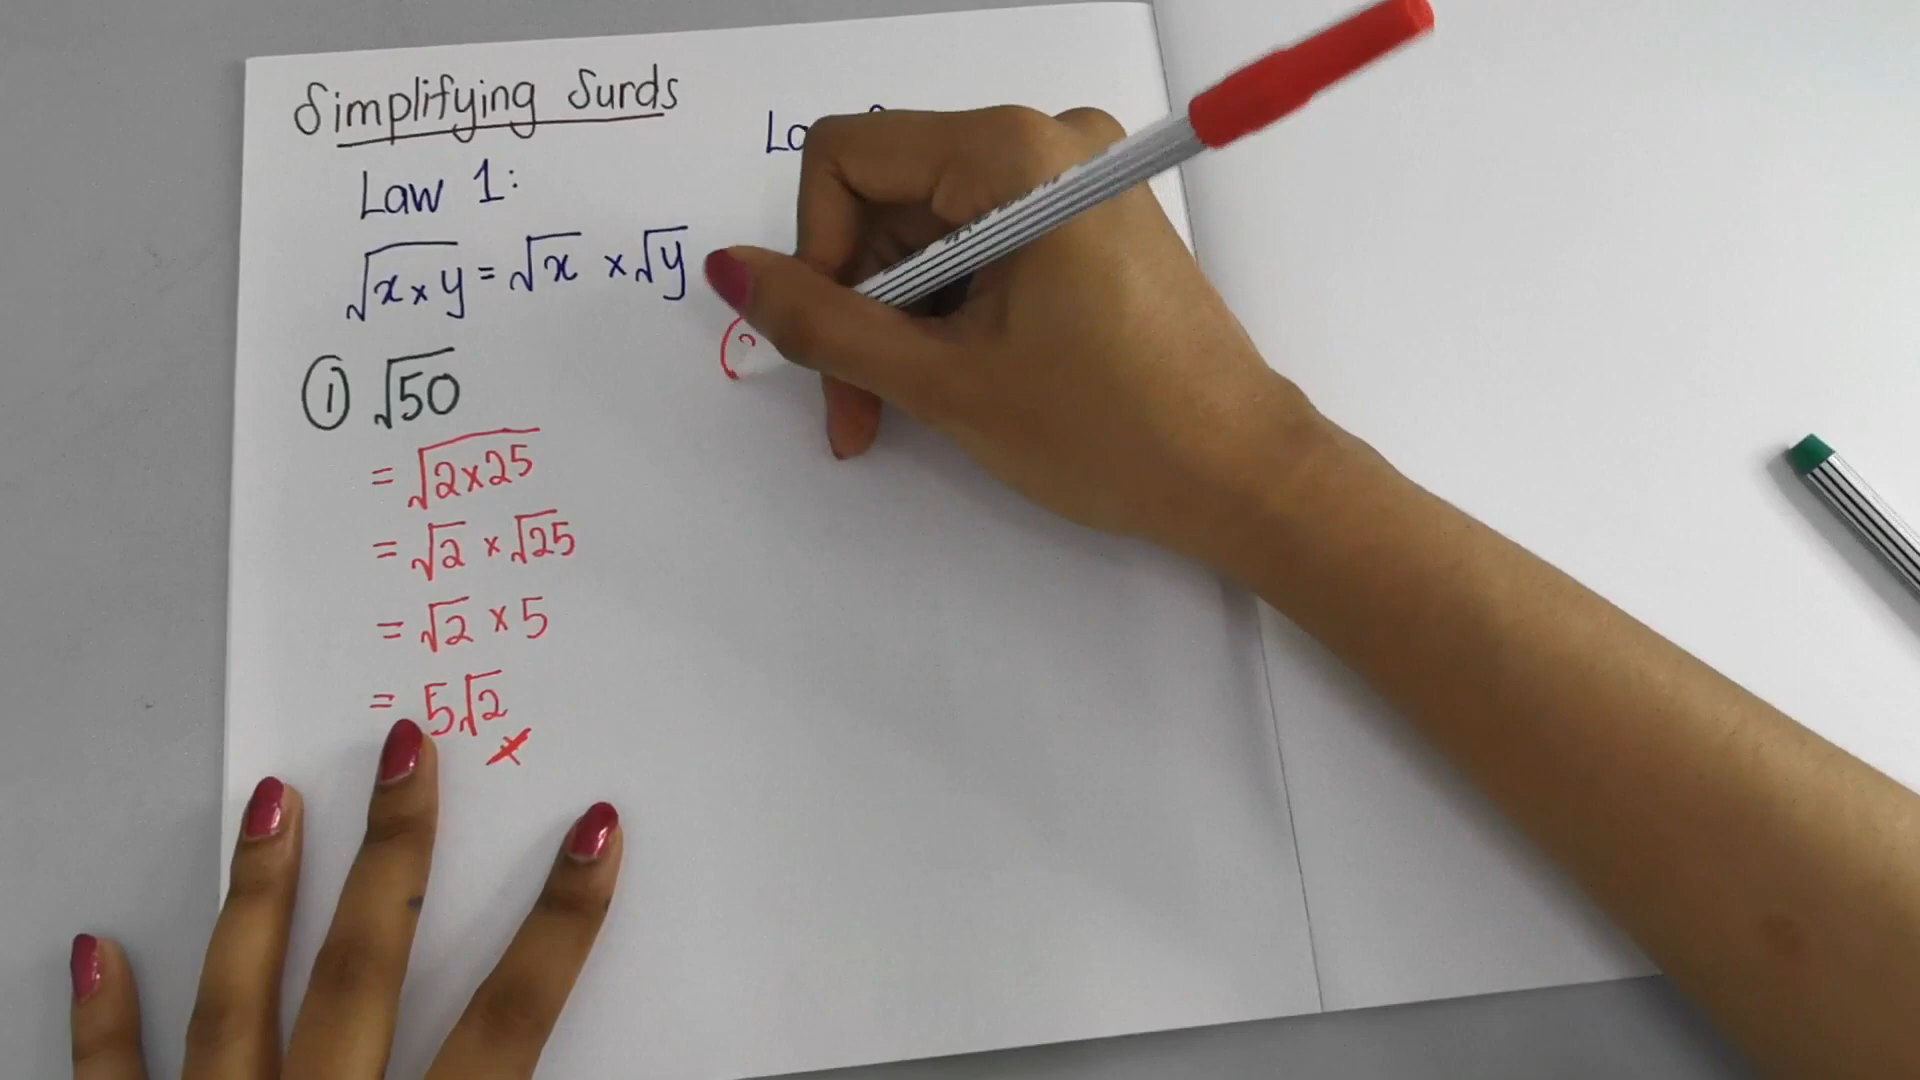 Simplifying Surds
Law 1:
√x×y = √x × √y
① √50
= √2×25
= √2 × √25
= √2 × 5
= 5√2